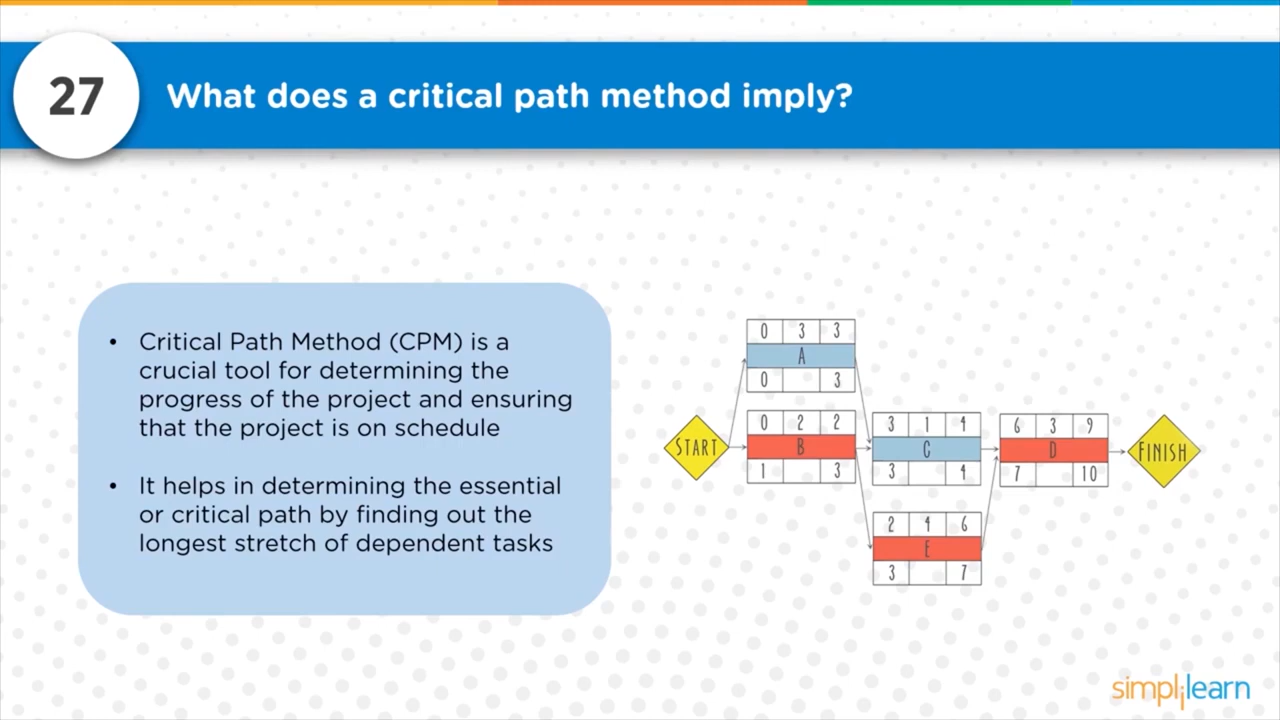 27
What does a critical path method imply?
• Critical Path Method (CPM) is a
crucial tool for determining the
progress of the project and ensuring
that the project is on schedule
• It helps in determining the essential
or critical path by finding out the
longest stretch of dependent tasks
0 3 3
A
0 3
START
0 2 2
B
1 3
3 1 4
C
3 4
6 3 9
D
7 10
FINISH
2 4 6
E
3 7
simplilearn